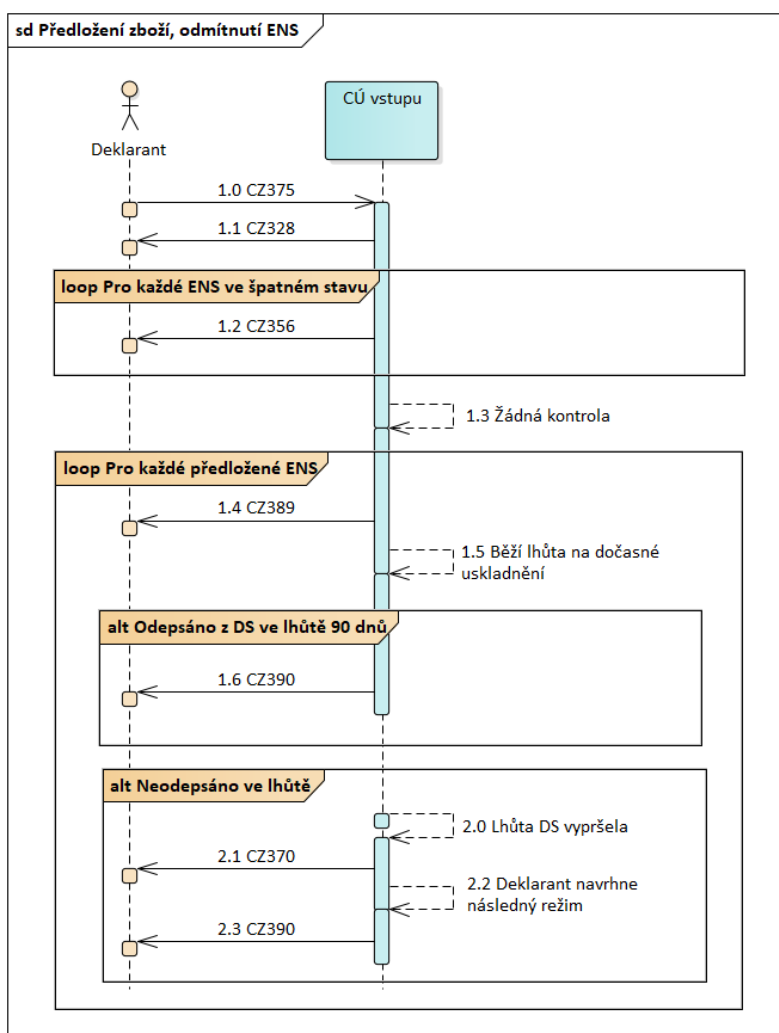 sd Předložení zboží, odmítnutí ENS
CÚ vstupu
Deklarant
1.0 CZ375
1.1 CZ328
loop Pro každé ENS ve špatném stavu
1.2 CZ356
1.3 Žádná kontrola
loop Pro každé předložené ENS
1.4 CZ389
1.5 Běží lhůta na dočasné
uskladnění
alt Odepsáno z DS ve lhůtě 90 dnů
1.6 CZ390
alt Neodepsáno ve lhůtě
2.0 Lhůta DS vypršela
2.1 CZ370
2.2 Deklarant navrhne
následný režim
2.3 CZ390